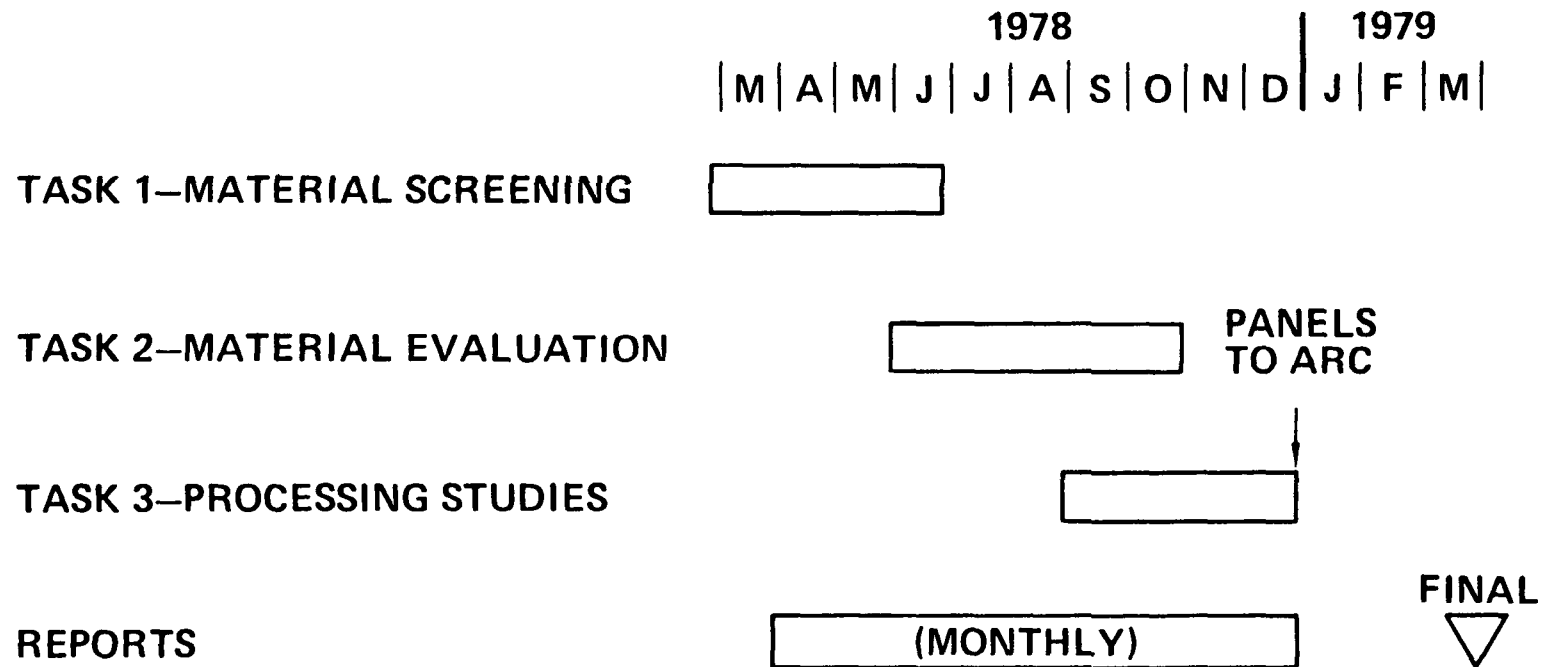 1978 1979
|M|A|M|J|J|A|S|O|N|D|J|F|M|
TASK 1—MATERIAL SCREENING
TASK 2—MATERIAL EVALUATION
PANELS
TO ARC
TASK 3—PROCESSING STUDIES
FINAL
REPORTS (MONTHLY)